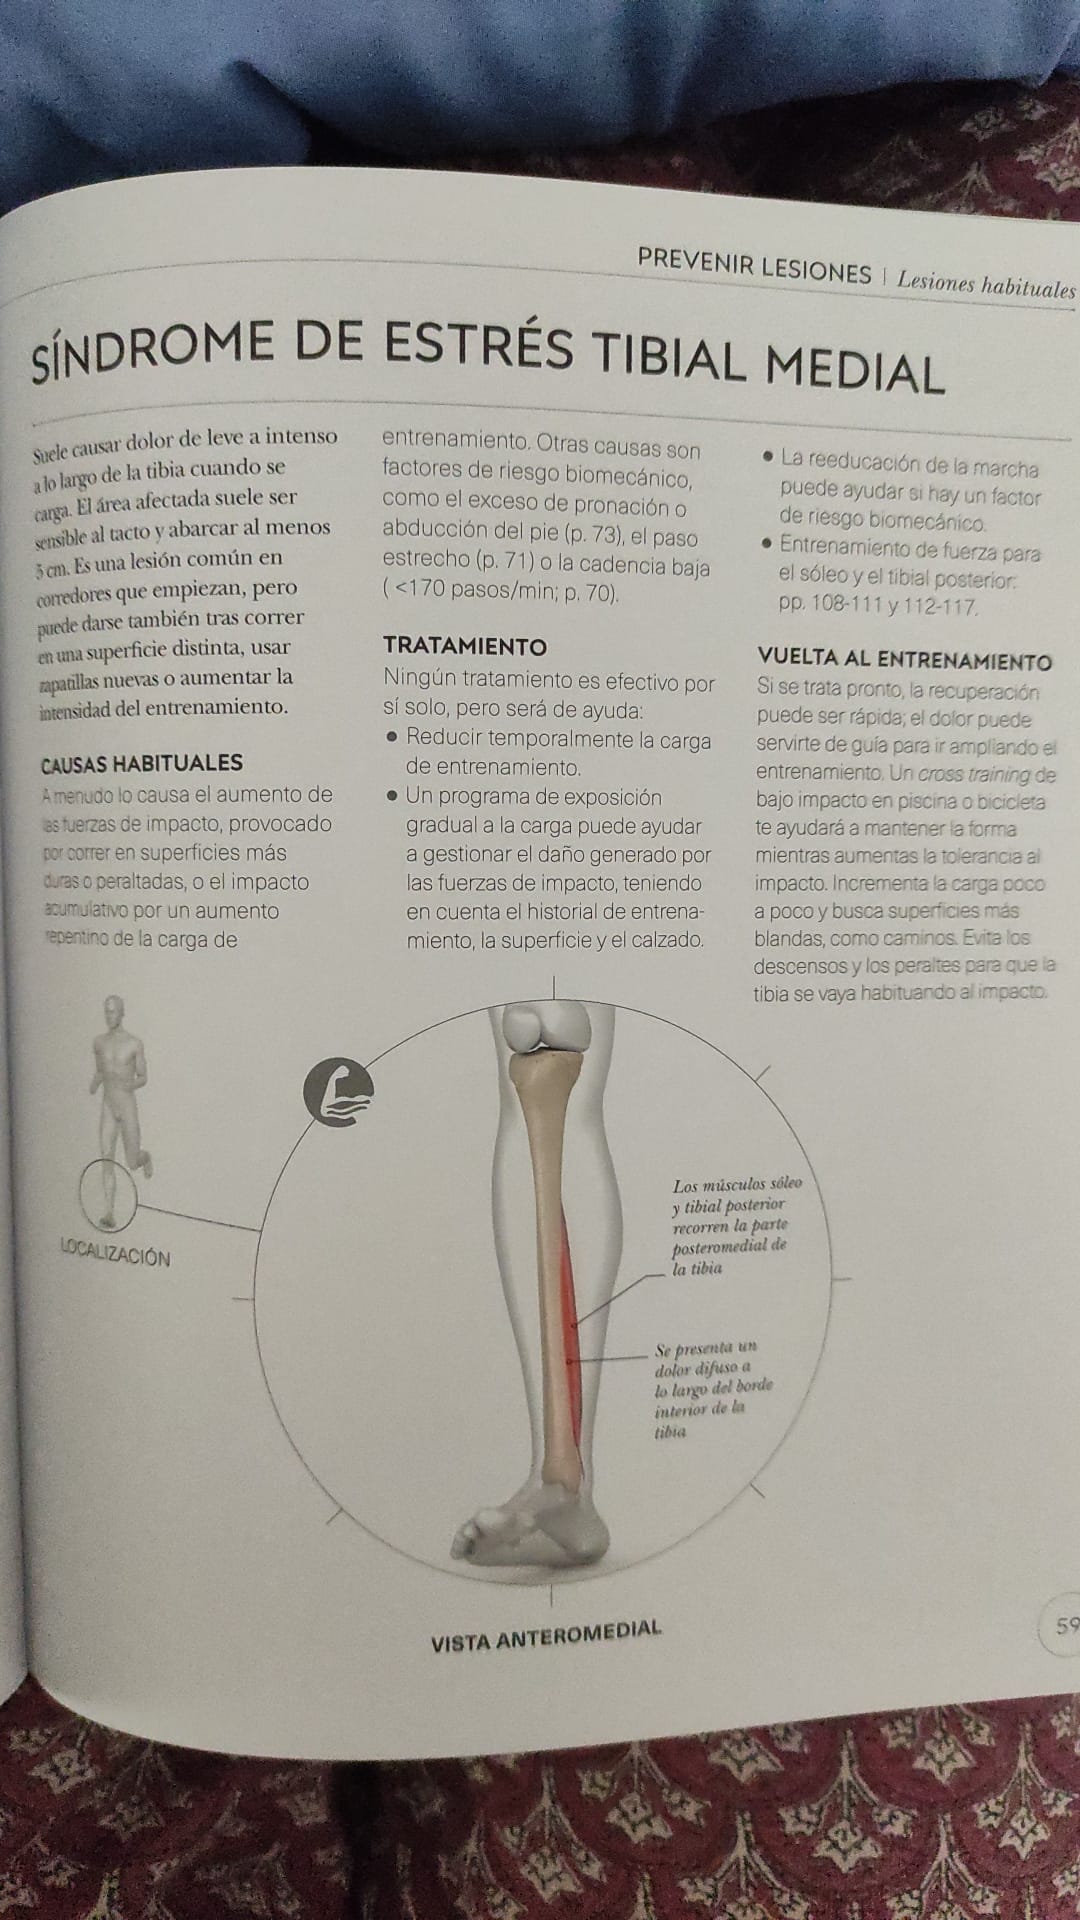 PREVENIR LESIONES | Lesiones habituales
SÍNDROME DE ESTRÉS TIBIAL MEDIAL
Suele causar dolor de leve a intenso
a lo largo de la tibia cuando se
carga. El área afectada suele ser
sensible al tacto y abarcar al menos
5 cm. Es una lesión común en
corredores que empiezan, pero
puede darse también tras correr
en una superficie distinta, usar
zapatillas nuevas o aumentar la
intensidad del entrenamiento.
CAUSAS HABITUALES
A menudo lo causa el aumento de
las fuerzas de impacto, provocado
por correr en superficies más
duras o peraltadas, o el impacto
acumulativo por un aumento
repentino de la carga de
entrenamiento. Otras causas son
factores de riesgo biomecánico,
como el exceso de pronación o
abducción del pie (p. 73), el paso
estrecho (p. 71) o la cadencia baja
( <170 pasos/min; p. 70).
TRATAMIENTO
Ningún tratamiento es efectivo por
sí solo, pero será de ayuda:
• Reducir temporalmente la carga
de entrenamiento.
• Un programa de exposición
gradual a la carga puede ayudar
a gestionar el daño generado por
las fuerzas de impacto, teniendo
en cuenta el historial de entrena-
miento, la superficie y el calzado.
• La reeducación de la marcha
puede ayudar si hay un factor
de riesgo biomecánico.
• Entrenamiento de fuerza para
el sóleo y el tibial posterior:
pp. 108-111 y 112-117.
VUELTA AL ENTRENAMIENTO
Si se trata pronto, la recuperación
puede ser rápida; el dolor puede
servirte de guía para ir ampliando el
entrenamiento. Un cross training de
bajo impacto en piscina o bicicleta
te ayudará a mantener la forma
mientras aumentas la tolerancia al
impacto. Incrementa la carga poco
a poco y busca superficies más
blandas, como caminos. Evita los
descensos y los peraltes para que la
tibia se vaya habituando al impacto.
LOCALIZACIÓN
Los músculos sóleo
y tibial posterior
recorren la parte
posteromedial de
la tibia
Se presenta un
dolor difuso a
lo largo del borde
interior de la
tibia
VISTA ANTEROMEDIAL
59